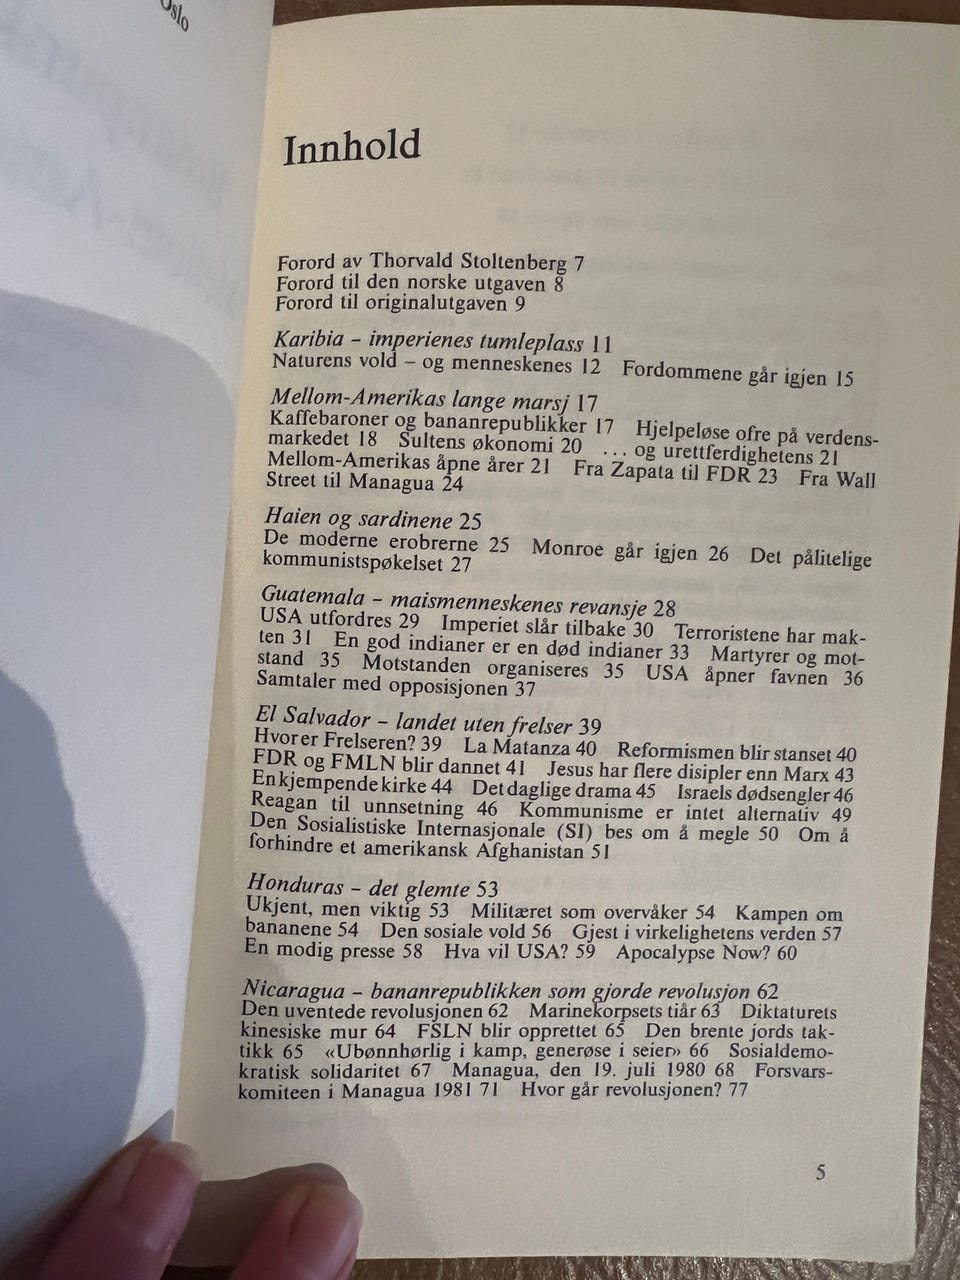 Oslo
Innhold
Forord av Thorvald Stoltenberg 7
Forord til den norske utgaven 8
Forord til originalutgaven 9
Karibia – imperienes tumleplass 11
Naturens vold – og menneskenes 12 Fordommene går igjen 15
Mellom-Amerikas lange marsj 17
Kaffebaroner og bananrepublikker 17 Hjelpeløse ofre på verdens-
markedet 18 Sultens økonomi 20 ... og urettferdighetens 21
Mellom-Amerikas åpne årer 21 Fra Zapata til FDR 23 Fra Wall
Street til Managua 24
Haien og sardinene 25
De moderne erobrerne 25 Monroe går igjen 26 Det pålitelige
kommunistspøkelset 27
Guatemala – maismenneskenes revansje 28
USA utfordres 29 Imperiet slår tilbake 30 Terroristene har mak-
ten 31 En god indianer er en død indianer 33 Martyrer og mot-
stand 35 Motstanden organiseres 35 USA åpner favnen 36
Samtaler med opposisjonen 37
El Salvador – landet uten frelser 39
Hvor er Frelseren? 39 La Matanza 40 Reformismen blir stanset 40
FDR og FMLN blir dannet 41 Jesus har flere disipler enn Marx 43
En kjempende kirke 44 Det daglige drama 45 Israels dødsengler 46
Reagan til unnsetning 46 Kommunisme er intet alternativ 49
Den Sosialistiske Internasjonale (SI) bes om å megle 50 Om å
forhindre et amerikansk Afghanistan 51
Honduras – det glemte 53
Ukjent, men viktig 53 Militæret som overvåker 54 Kampen om
bananene 54 Den sosiale vold 56 Gjest i virkelighetens verden 57
En modig presse 58 Hva vil USA? 59 Apocalypse Now? 60
Nicaragua – bananrepublikken som gjorde revolusjon 62
Den uventede revolusjonen 62 Marinekorpsets tiår 63 Diktaturets
kinesiske mur 64 FSLN blir opprettet 65 Den brente jords tak-
tikk 65 «Ubønnhørlig i kamp, generøse i seier» 66 Sosialdemo-
kratisk solidaritet 67 Managua, den 19. juli 1980 68 Forsvars-
komiteen i Managua 1981 71 Hvor går revolusjonen? 77
5